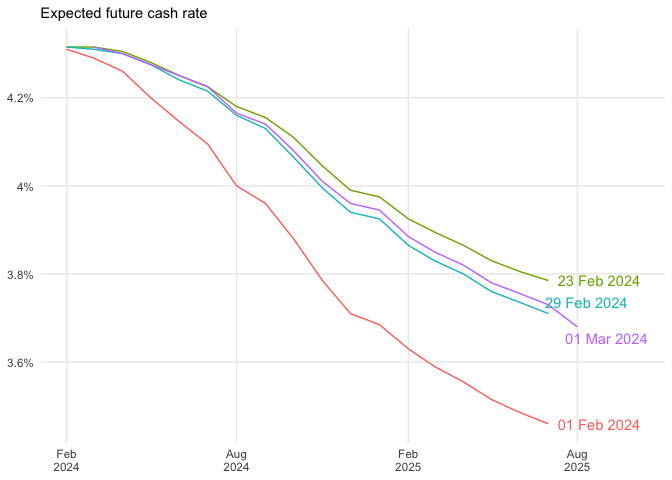 Expected future cash rate
4.2%
4%
3.8%
3.6%
23 Feb 2024
29 Feb 2024
01 Mar 2024
01 Feb 2024
Feb
2024
Aug
2024
Feb
2025
Aug
2025